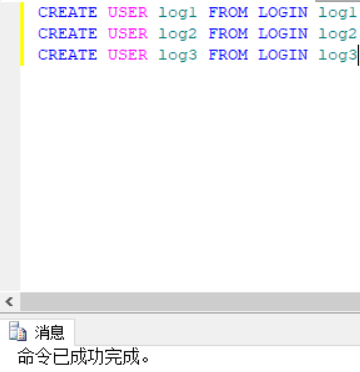 CREATE USER log1 FROM LOGIN log1
CREATE USER log2 FROM LOGIN log2
CREATE USER log3 FROM LOGIN log3
消息
命令已成功完成。